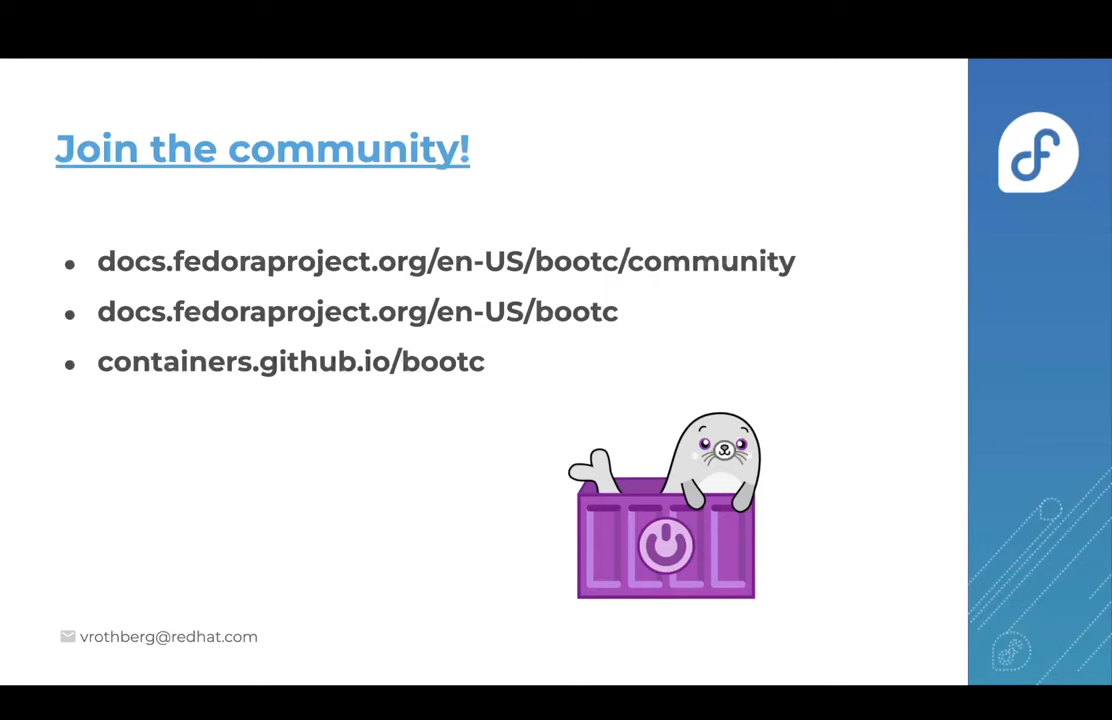 Join the community!
docs.fedoraproject.org/en-US/bootc/community
docs.fedoraproject.org/en-US/bootc
containers.github.io/bootc
vrothberg@redhat.com